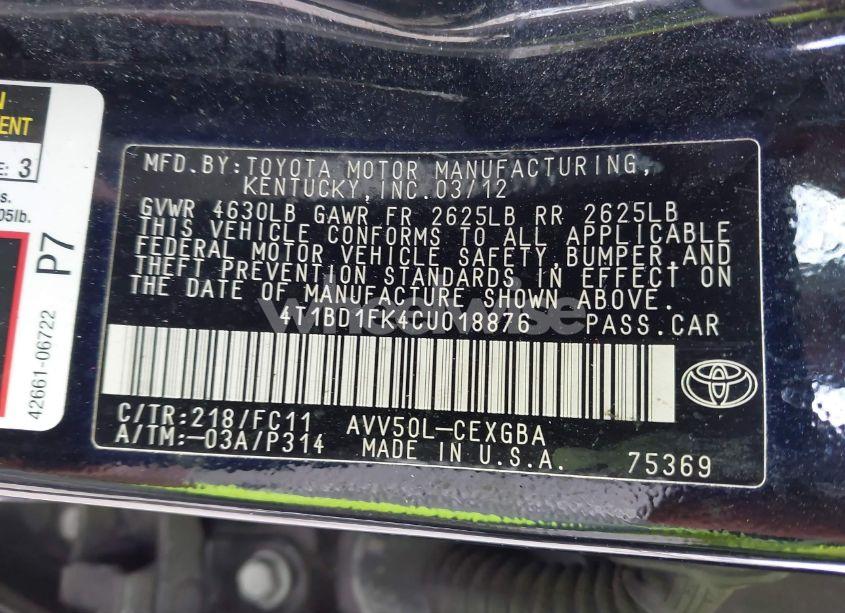 MENT
E: 3
s.
05lb.
P7
42661-06722
MFD.BY:TOYOTA MOTOR MANUFACTURING,
KENTUCKY,INC.03/12
GVWR 4630LB GAWR FR 2625LB RR 2625LB
THIS VEHICLE CONFORMS TO ALL APPLICABLE
FEDERAL MOTOR VEHICLE SAFETY,BUMPER,AND
THEFT PREVENTION STANDARDS IN EFFECT ON
THE DATE OF MANUFACTURE SHOWN ABOVE.
4T1BD1FK4CU018876 PASS.CAR
C/TR:218/FC11 AVV50L-CEXGBA
A/TM:-03A/P314 MADE IN U.S.A. 75369